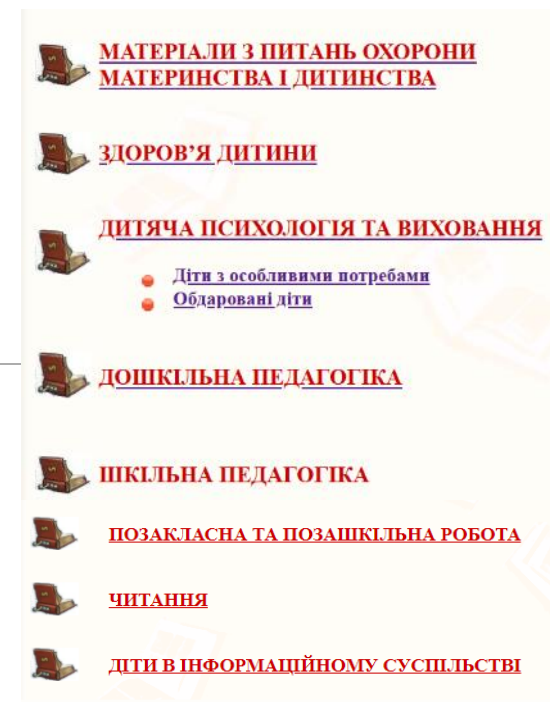 МАТЕРІАЛИ З ПИТАНЬ ОХОРОНИ
МАТЕРИНСТВА І ДИТИНСТВА
ЗДОРОВ’Я ДИТИНИ
ДИТЯЧА ПСИХОЛОГІЯ ТА ВИХОВАННЯ
Діти з особливими потребами
Обдаровані діти
ДОШКІЛЬНА ПЕДАГОГІКА
ШКІЛЬНА ПЕДАГОГІКА
ПОЗАКЛАСНА ТА ПОЗАШКІЛЬНА РОБОТА
ЧИТАННЯ
ДІТИ В ІНФОРМАЦІЙНОМУ СУСПІЛЬСТВІ